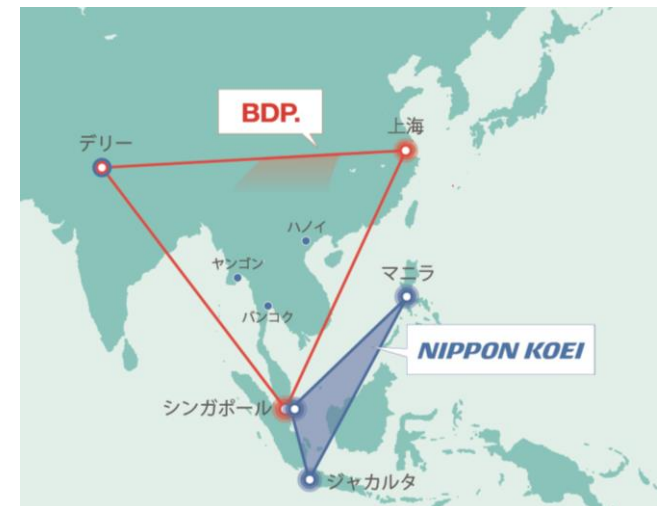 BDP.
上海
デリー
ハノイ
ヤンゴン
マニラ
バンコク
NIPPON KOEI
シンガポール
ジャカルタ